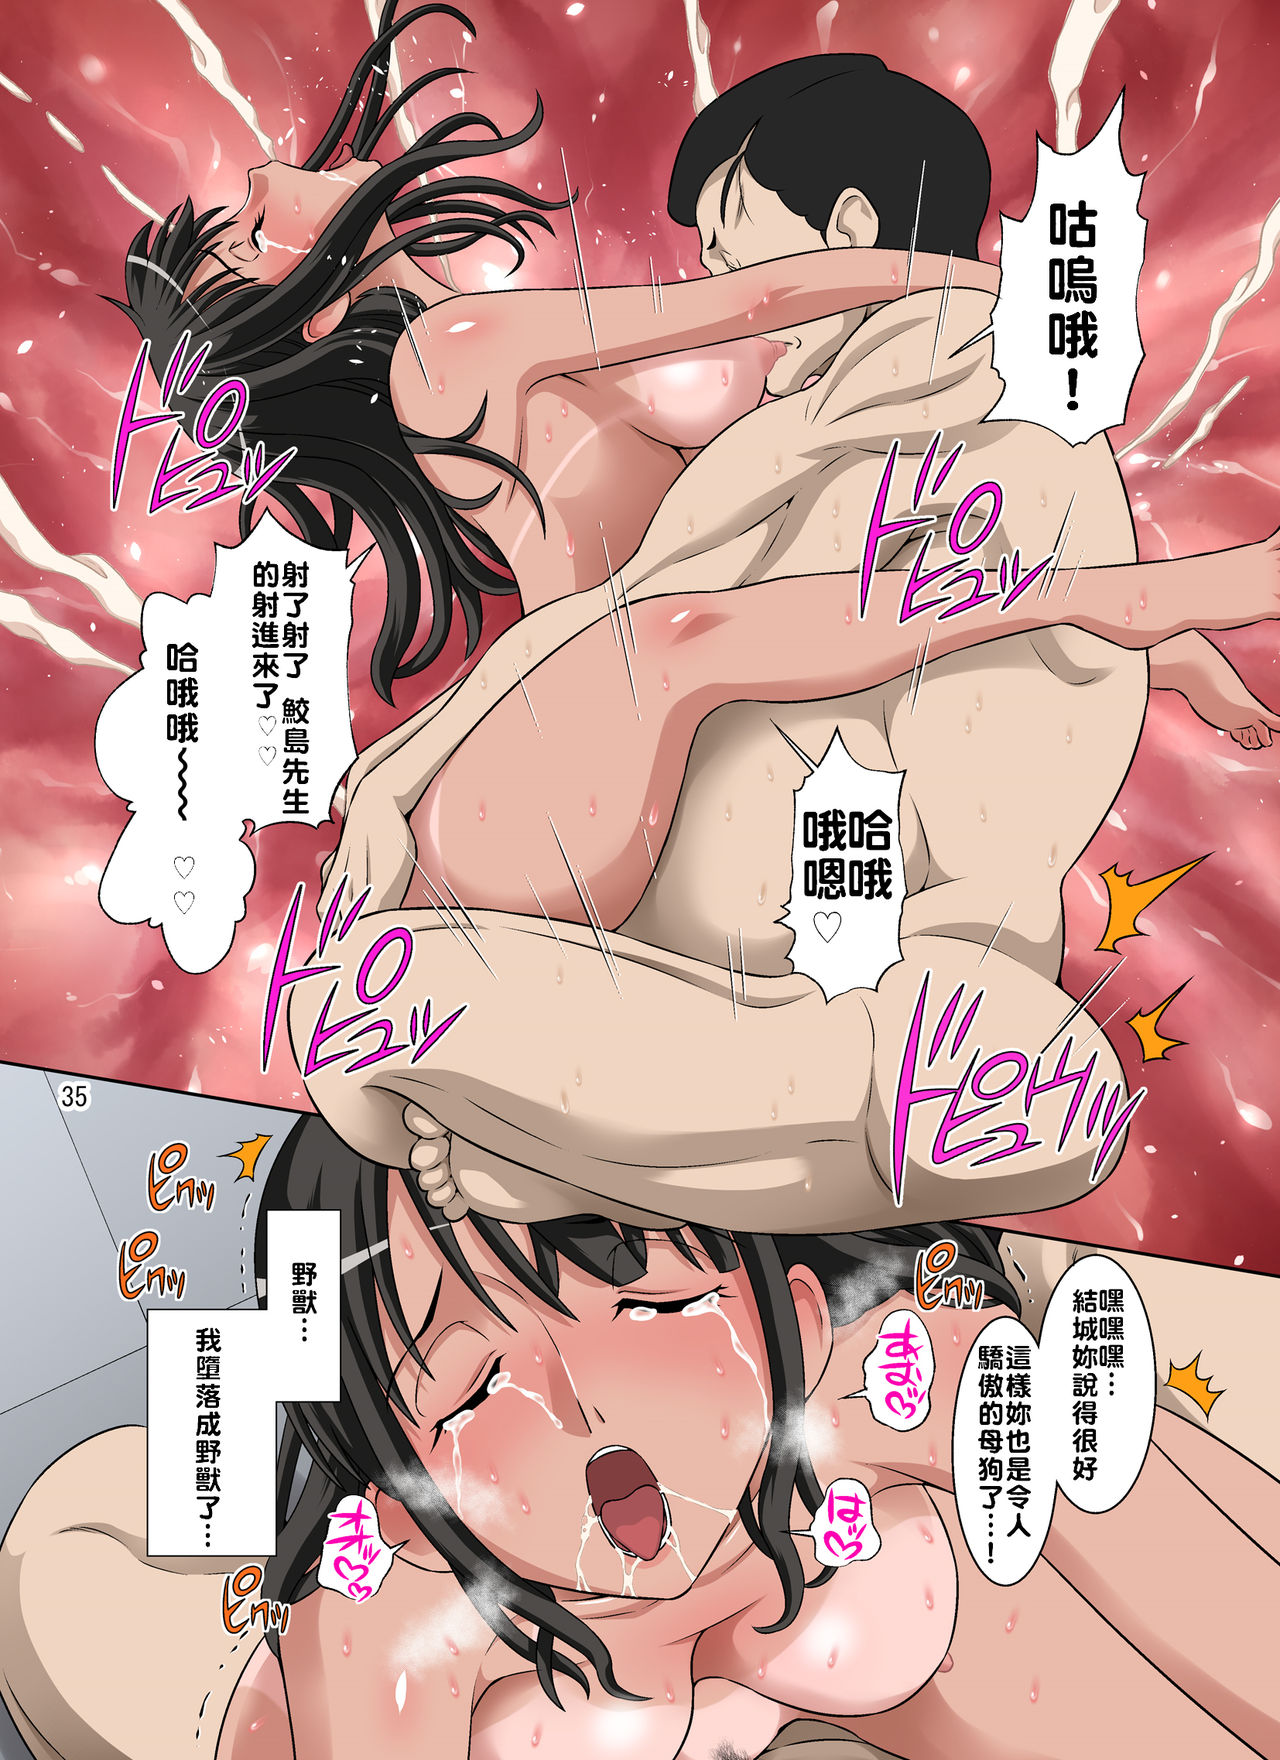 咕嗚哦！
ドピュッ
ドピュッ
射了射了 鮫島先生
的射進來了♡♡
哈哦哦～～～♡♡
哈哦
哦嗯♡
ドピュッ
ドピュルッ
35
嘿嘿嘿…
結城妳說得很好
這樣妳也是令人
驕傲的母狗了…！
ピクッ
ピクッ
ピクッ
野獸…
我墮落成野獸了…
はっ♡
オオッ♡♡
ピクッ